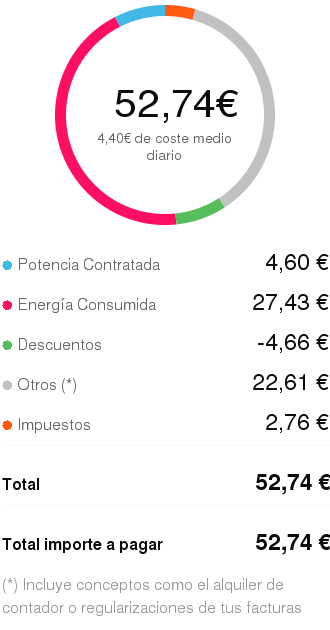 52,74€
4,40€ de coste medio
diario
Potencia Contratada 4,60 €
Energía Consumida 27,43 €
Descuentos -4,66 €
Otros (*) 22,61 €
Impuestos 2,76 €
Total 52,74 €
Total importe a pagar 52,74 €
(*) Incluye conceptos como el alquiler de
contador o regularizaciones de tus facturas